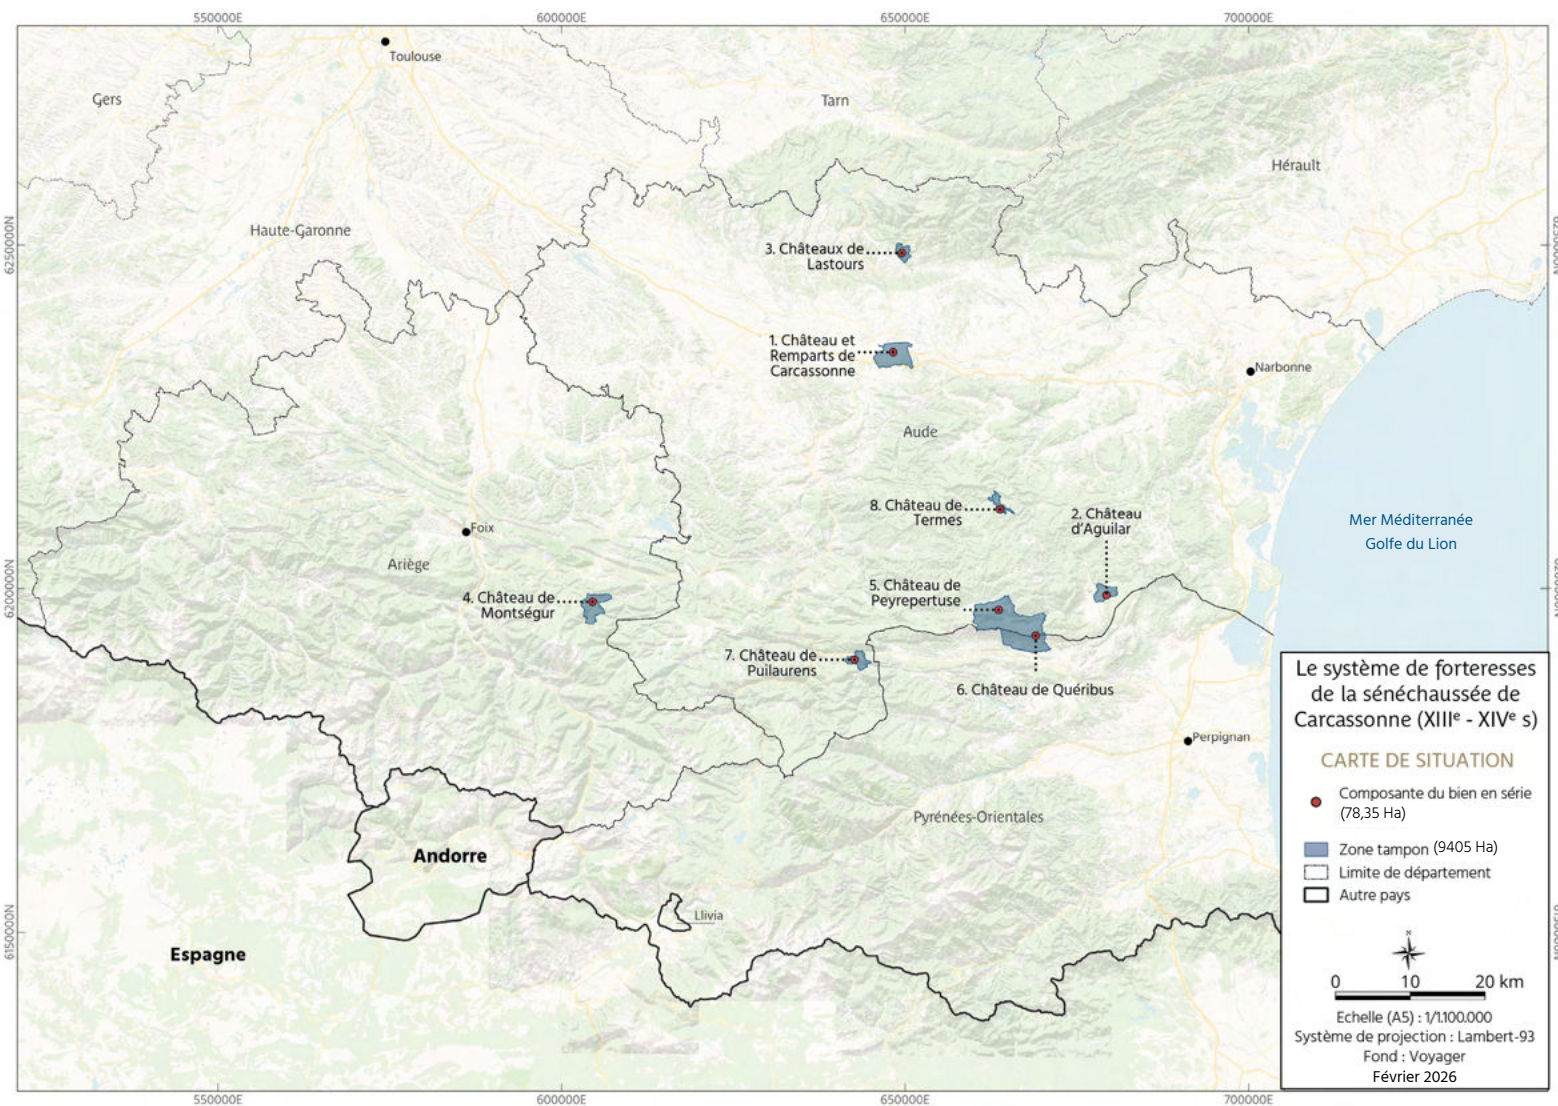 550000E
600000E
650000E
700000E
Toulouse
Gers
Tarn
Hérault
Haute-Garonne
6250000N
6250000N
3. Châteaux de
Lastours
1. Château et
Remparts de
Carcassonne
Narbonne
Aude
8. Château de
Termes
2. Château
d'Aguilar
Mer Méditerranée
Golfe du Lion
Foix
Ariège
6200000N
6200000N
4. Château de
Montségur
5. Château de
Peyrepertuse
7. Château de
Puilaurens
6. Château de Quéribus
Perpignan
Pyrénées-Orientales
Andorre
Llivia
Espagne
6150000N
6150000N
Le système de forteresses
de la sénéchaussée de
Carcassonne (XIIIᵉ - XIVᵉ s)
CARTE DE SITUATION
Composante du bien en série
(78,35 Ha)
Zone tampon (9405 Ha)
Limite de département
Autre pays
N
0 10 20 km
Echelle (A5) : 1/1.100.000
Système de projection : Lambert-93
Fond : Voyager
Février 2026
550000E
600000E
650000E
700000E